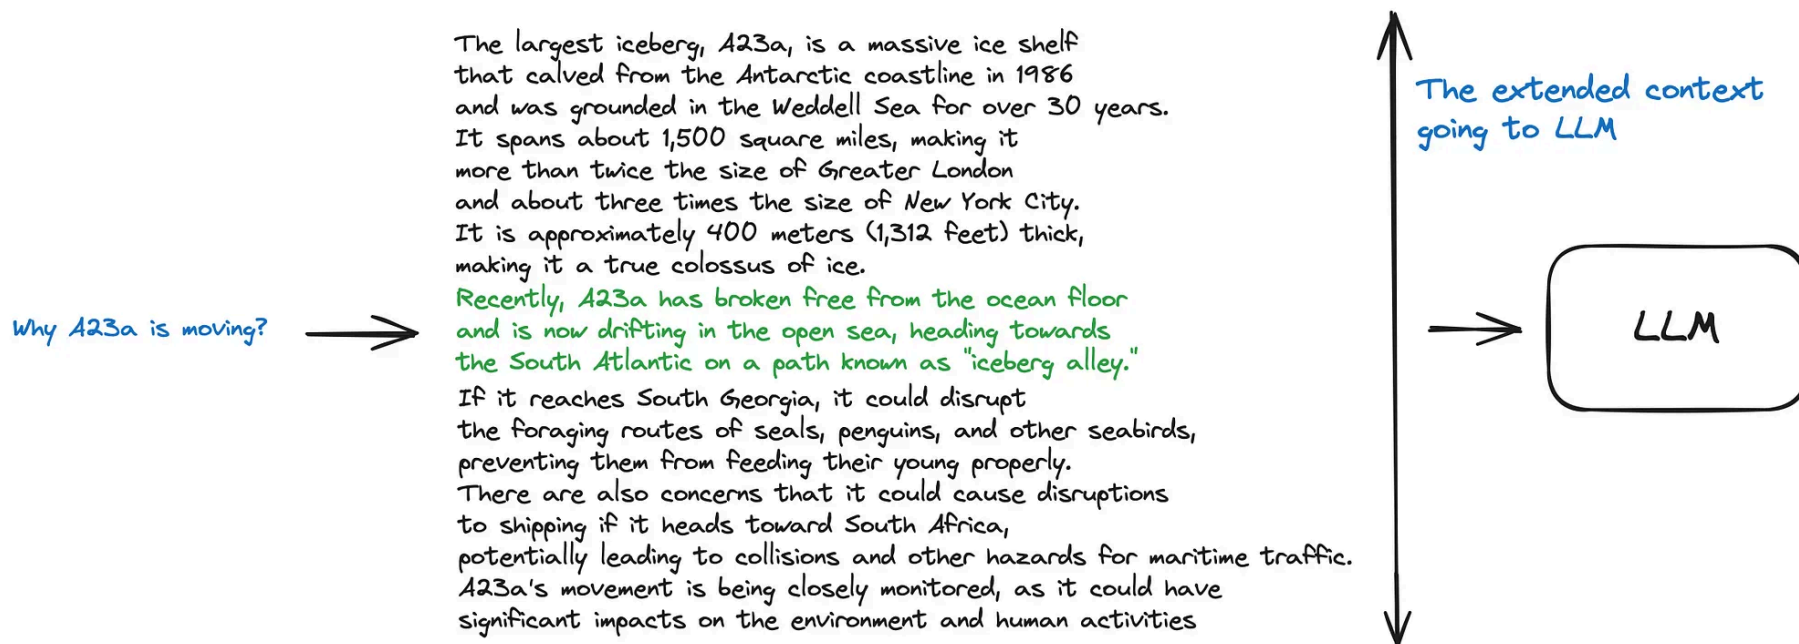 Why A23a is moving?
The largest iceberg, A23a, is a massive ice shelf
that calved from the Antarctic coastline in 1986
and was grounded in the Weddell Sea for over 30 years.
It spans about 1,500 square miles, making it
more than twice the size of Greater London
and about three times the size of New York City.
It is approximately 400 meters (1,312 feet) thick,
making it a true colossus of ice.
Recently, A23a has broken free from the ocean floor
and is now drifting in the open sea, heading towards
the South Atlantic on a path known as "iceberg alley."
If it reaches South Georgia, it could disrupt
the foraging routes of seals, penguins, and other seabirds,
preventing them from feeding their young properly.
There are also concerns that it could cause disruptions
to shipping if it heads toward South Africa,
potentially leading to collisions and other hazards for maritime traffic.
A23a's movement is being closely monitored, as it could have
significant impacts on the environment and human activities
The extended context
going to LLM
LLM